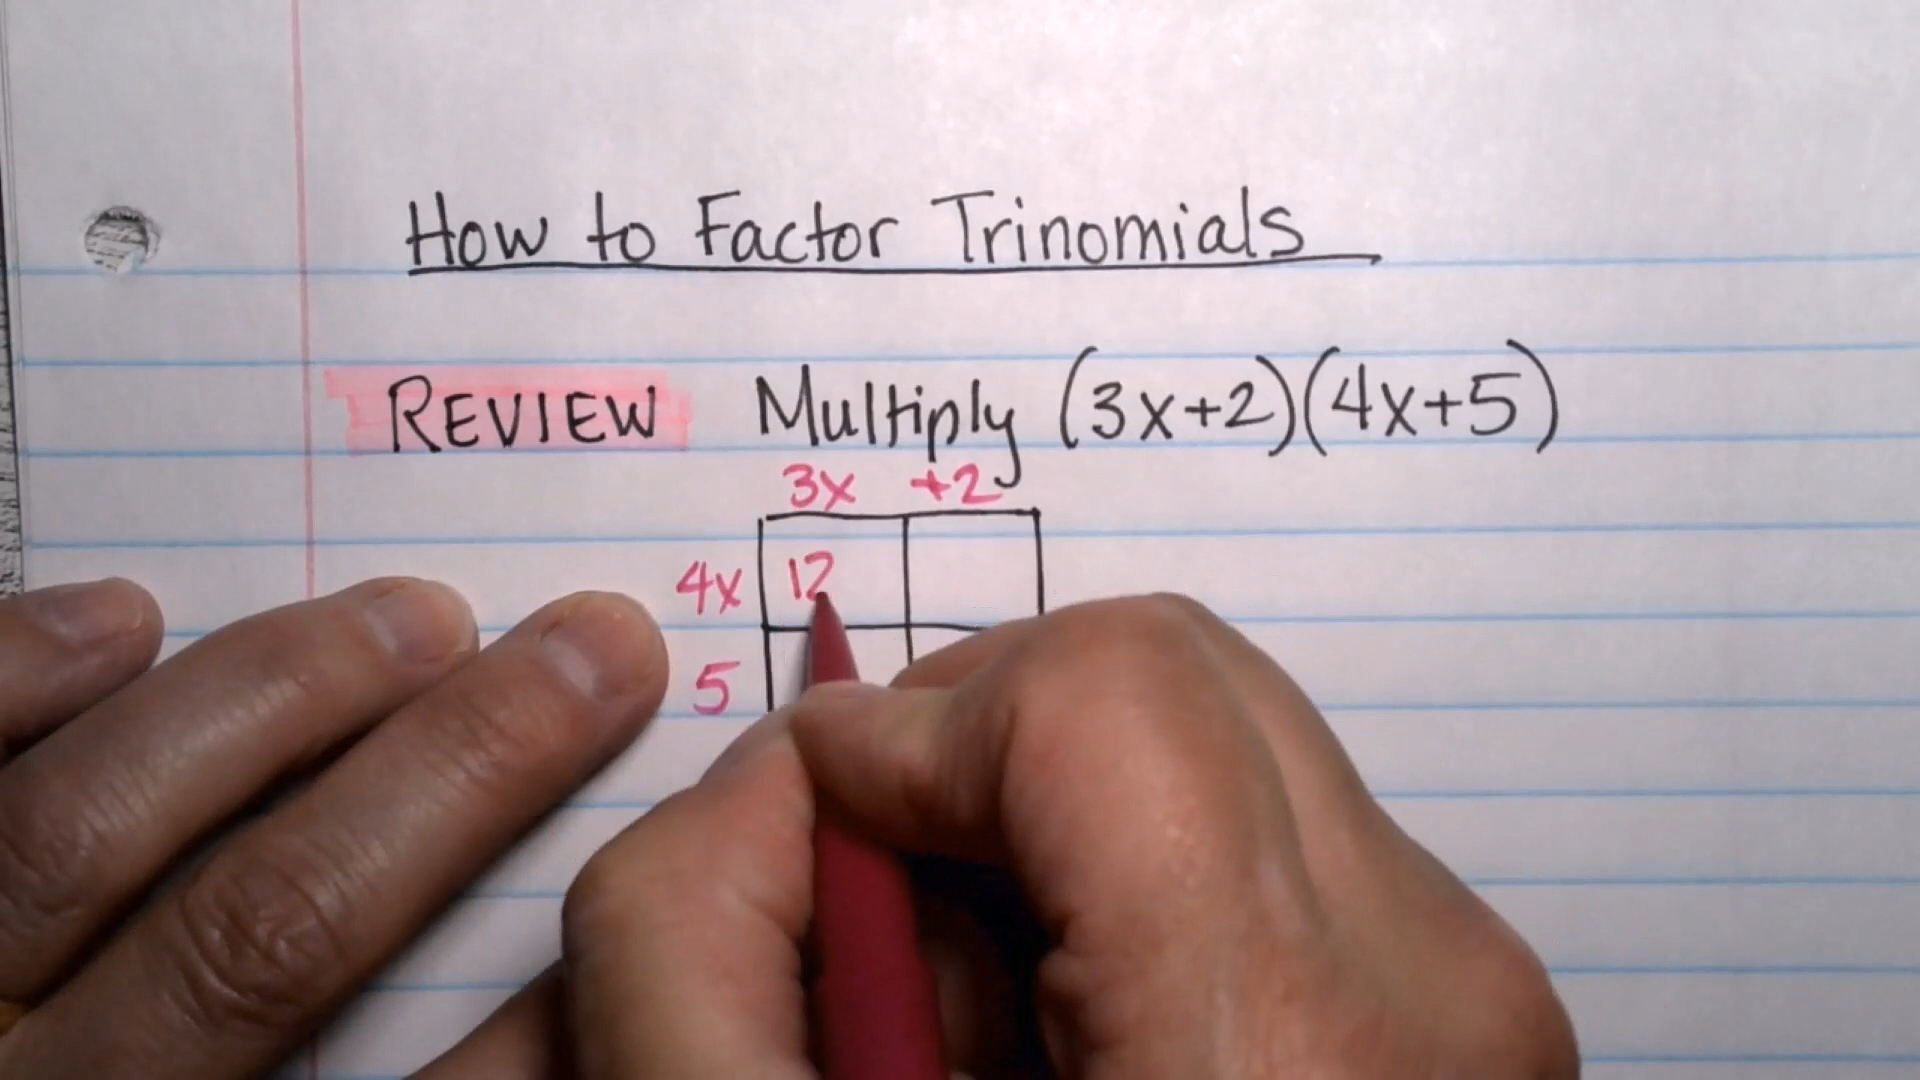 How to Factor Trinomials
REVIEW Multiply (3x+2)(4x+5)
3x +2
4x 12
5